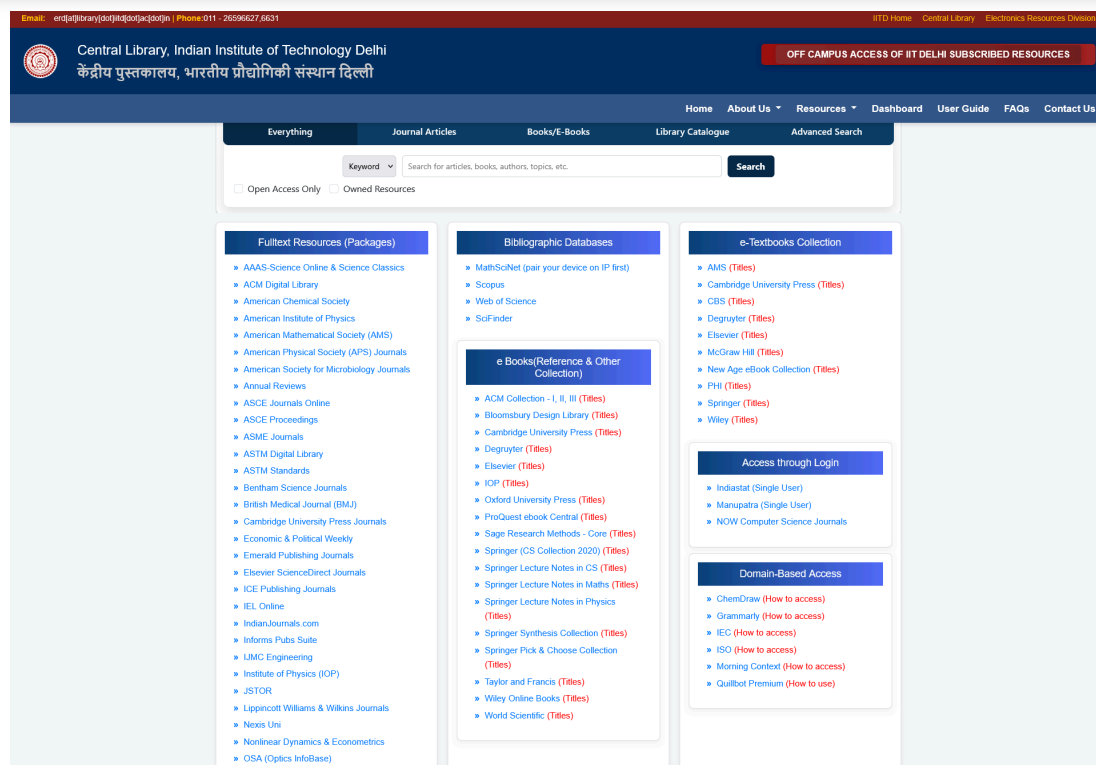 Email: erd[at]library[dot]iitd[dot]ac[dot]in | Phone:011 - 26596627,6631
IITD Home Central Library Electronics Resources Division
Central Library, Indian Institute of Technology Delhi
केंद्रीय पुस्तकालय, भारतीय प्रौद्योगिकी संस्थान दिल्ली
OFF CAMPUS ACCESS OF IIT DELHI SUBSCRIBED RESOURCES
Home About Us Resources Dashboard User Guide FAQs Contact Us
Everything Journal Articles Books/E-Books Library Catalogue Advanced Search
Keyword Search for articles, books, authors, topics, etc. Search
Open Access Only Owned Resources
Fulltext Resources (Packages)
» AAAS-Science Online & Science Classics
» ACM Digital Library
» American Chemical Society
» American Institute of Physics
» American Mathematical Society (AMS)
» American Physical Society (APS) Journals
» American Society for Microbiology Journals
» Annual Reviews
» ASCE Journals Online
» ASCE Proceedings
» ASME Journals
» ASTM Digital Library
» ASTM Standards
» Bentham Science Journals
» British Medical Journal (BMJ)
» Cambridge University Press Journals
» Economic & Political Weekly
» Emerald Publishing Journals
» Elsevier ScienceDirect Journals
» ICE Publishing Journals
» IEL Online
» IndianJournals.com
» Informs Pubs Suite
» IJMC Engineering
» Institute of Physics (IOP)
» JSTOR
» Lippincott Williams & Wilkins Journals
» Nexis Uni
» Nonlinear Dynamics & Econometrics
» OSA (Optics InfoBase)
Bibliographic Databases
» MathSciNet (pair your device on IP first)
» Scopus
» Web of Science
» SciFinder
e Books(Reference & Other
Collection)
» ACM Collection - I, II, III (Titles)
» Bloomsbury Design Library (Titles)
» Cambridge University Press (Titles)
» Degruyter (Titles)
» Elsevier (Titles)
» IOP (Titles)
» Oxford University Press (Titles)
» ProQuest ebook Central (Titles)
» Sage Research Methods - Core (Titles)
» Springer (CS Collection 2020) (Titles)
» Springer Lecture Notes in CS (Titles)
» Springer Lecture Notes in Maths (Titles)
» Springer Lecture Notes in Physics
(Titles)
» Springer Synthesis Collection (Titles)
» Springer Pick & Choose Collection
(Titles)
» Taylor and Francis (Titles)
» Wiley Online Books (Titles)
» World Scientific (Titles)
e-Textbooks Collection
» AMS (Titles)
» Cambridge University Press (Titles)
» CBS (Titles)
» Degruyter (Titles)
» Elsevier (Titles)
» McGraw Hill (Titles)
» New Age eBook Collection (Titles)
» PHI (Titles)
» Springer (Titles)
» Wiley (Titles)
Access through Login
» Indiastat (Single User)
» Manupatra (Single User)
» NOW Computer Science Journals
Domain-Based Access
» ChemDraw (How to access)
» Grammarly (How to access)
» IEC (How to access)
» ISO (How to access)
» Morning Context (How to access)
» Quillbot Premium (How to use)